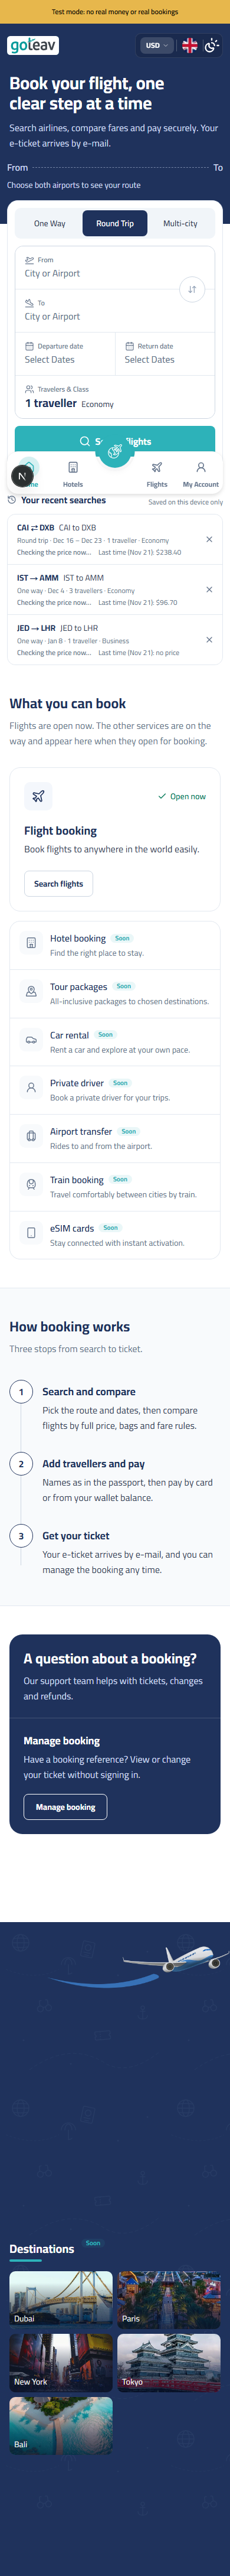 Test mode: no real money or real bookings
goleav
USD
Book your flight, one
clear step at a time
Search airlines, compare fares and pay securely. Your
e-ticket arrives by e-mail.
From
To
Choose both airports to see your route
One Way
Round Trip
Multi-city
From
City or Airport
To
City or Airport
Departure date
Select Dates
Return date
Select Dates
Travelers & Class
1 traveller Economy
N
Hotels
Flights
My Account
Your recent searches
Saved on this device only
CAI ⇄ DXB CAI to DXB
Round trip · Dec 16 – Dec 23 · 1 traveller · Economy
Checking the price now... Last time (Nov 21): $238.40
IST → AMM IST to AMM
One way · Dec 4 · 3 travellers · Economy
Checking the price now... Last time (Nov 21): $96.70
JED → LHR JED to LHR
One way · Jan 8 · 1 traveller · Business
Checking the price now... Last time (Nov 21): no price
What you can book
Flights are open now. The other services are on the
way and appear here when they open for booking.
Open now
Flight booking
Book flights to anywhere in the world easily.
Search flights
Hotel booking Soon
Find the right place to stay.
Tour packages Soon
All-inclusive packages to chosen destinations.
Car rental Soon
Rent a car and explore at your own pace.
Private driver Soon
Book a private driver for your trips.
Airport transfer Soon
Rides to and from the airport.
Train booking Soon
Travel comfortably between cities by train.
eSIM cards Soon
Stay connected with instant activation.
How booking works
Three stops from search to ticket.
1
Search and compare
Pick the route and dates, then compare
flights by full price, bags and fare rules.
2
Add travellers and pay
Names as in the passport, then pay by card
or from your wallet balance.
3
Get your ticket
Your e-ticket arrives by e-mail, and you can
manage the booking any time.
A question about a booking?
Our support team helps with tickets, changes
and refunds.
Manage booking
Have a booking reference? View or change
your ticket without signing in.
Manage booking
Destinations Soon
Dubai
Paris
New York
Tokyo
Bali